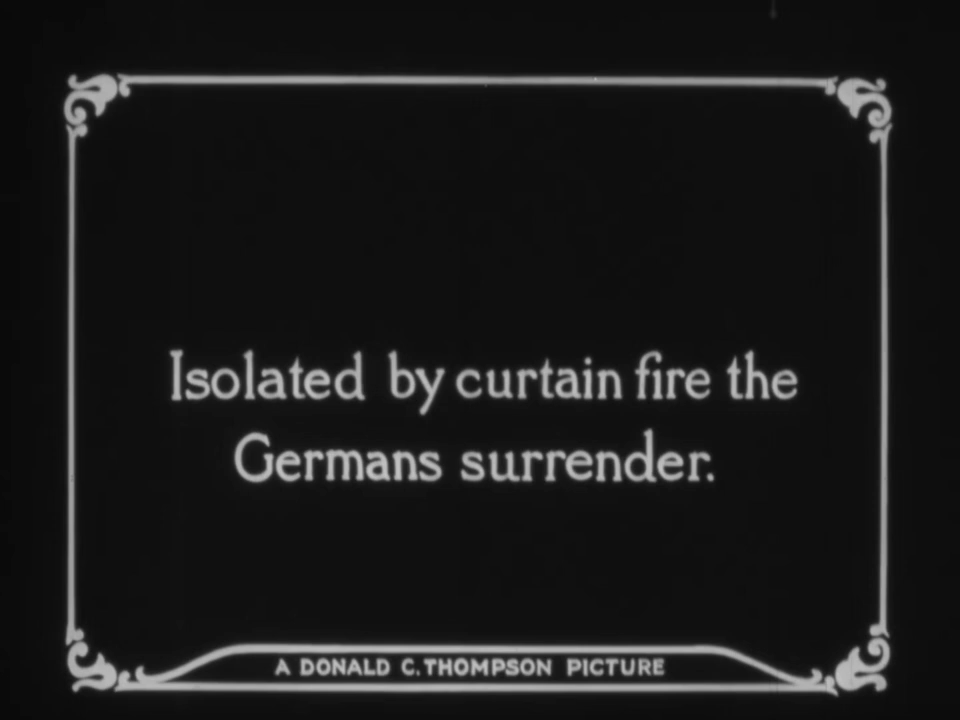 Isolated by curtain fire the
Germans surrender.
A DONALD C. THOMPSON PICTURE